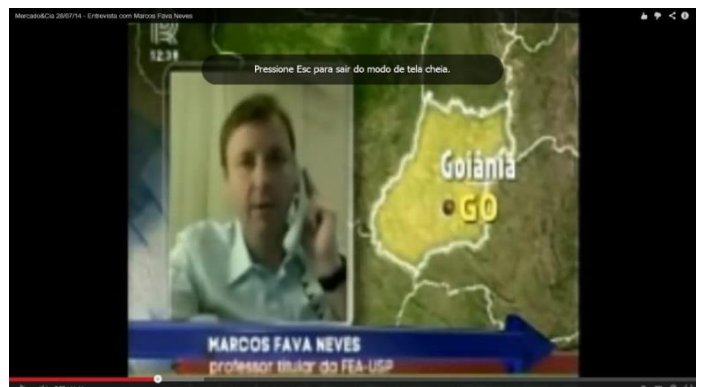 Mercado&Cia 28/07/14 - Entrevista com Marcos Fava Neves
12:38
Pressione Esc para sair do modo de tela cheia.
Goiânia
GO
MARCOS FAVA NEVES
professor titular da FEA-USP